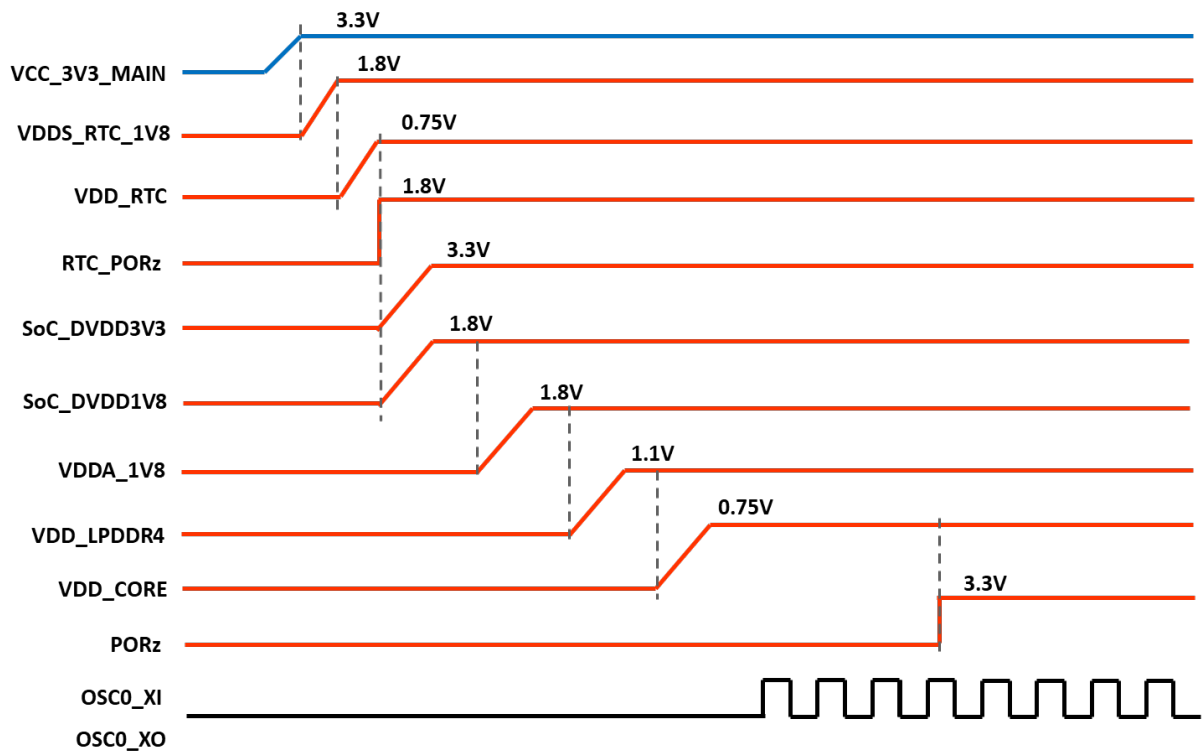 3.3V
VCC_3V3_MAIN
1.8V
VDDS_RTC_1V8
0.75V
VDD_RTC
1.8V
RTC_PORz
3.3V
SoC_DVDD3V3
1.8V
SoC_DVDD1V8
1.8V
VDDA_1V8
1.1V
VDD_LPDDR4
0.75V
VDD_CORE
3.3V
PORz
OSC0_XI
OSC0_XO